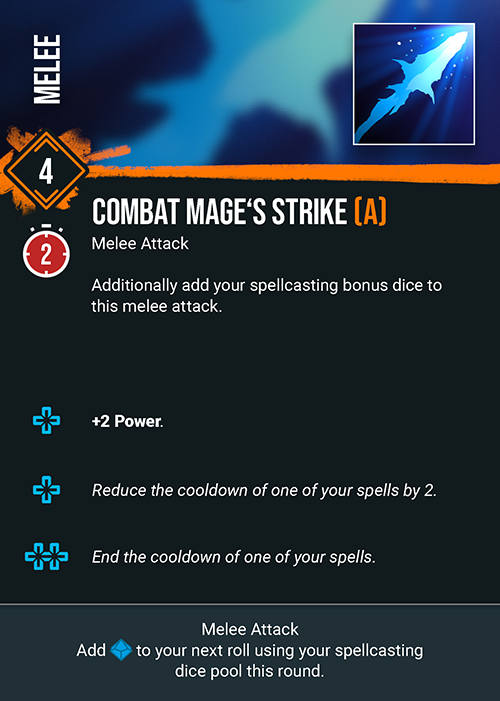 MELEE
4
COMBAT MAGE‘S STRIKE (A)
2
Melee Attack
Additionally add your spellcasting bonus dice to
this melee attack.
+2 Power.
Reduce the cooldown of one of your spells by 2.
End the cooldown of one of your spells.
Melee Attack
Add to your next roll using your spellcasting
dice pool this round.